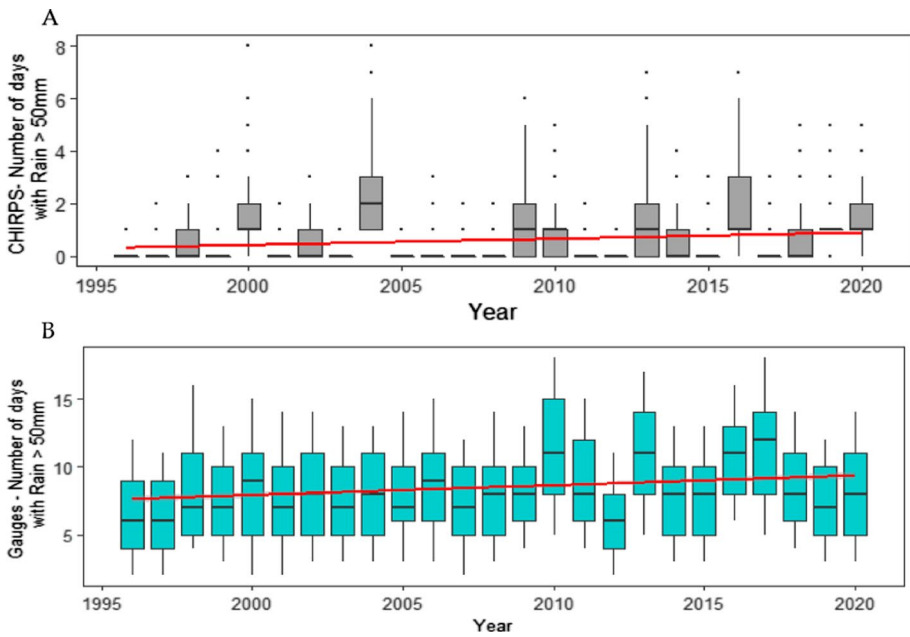 A
CHIRPS- Number of days
with Rain > 50mm
8
6
4
2
0
1995 2000 2005 2010 2015 2020
Year
B
Gauges - Number of days
with Rain > 50mm
15
10
5
1995 2000 2005 2010 2015 2020
Year